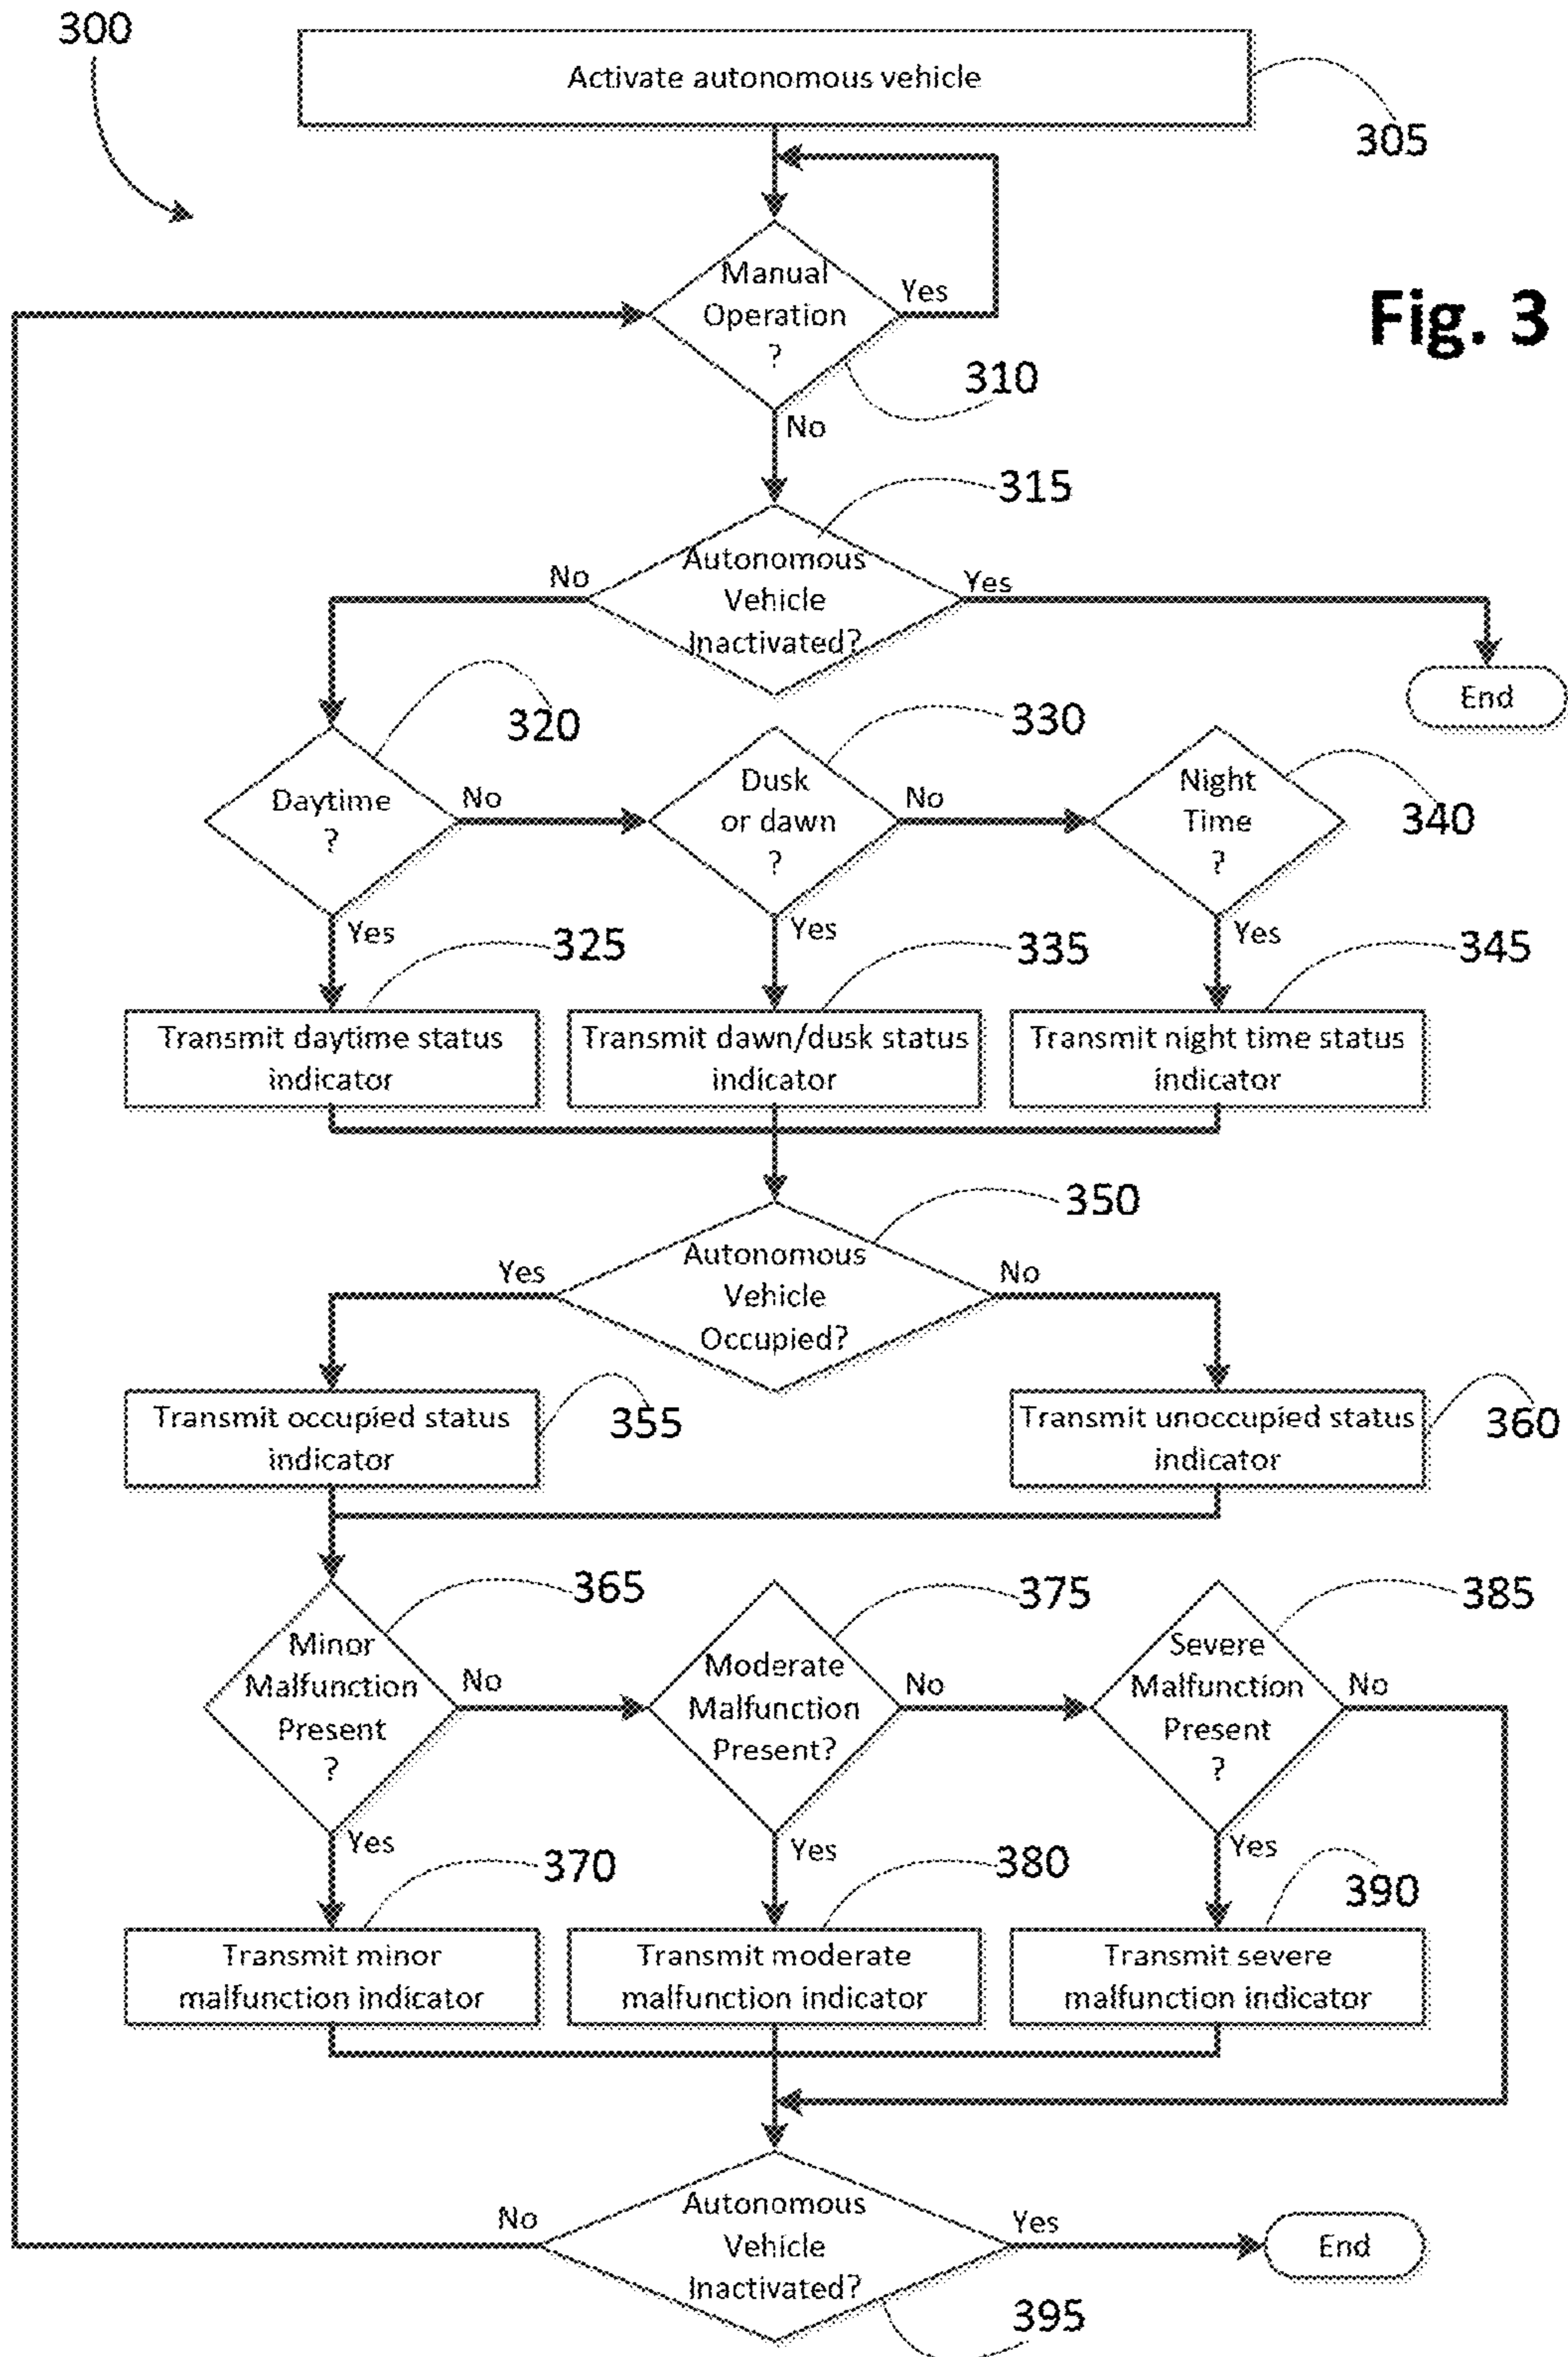 300
Activate autonomous vehicle
305
Manual
Operation
?
Yes
Fig. 3
310
No
315
Autonomous
Vehicle
Inactivated?
No
Yes
End
320
330
340
Daytime
?
No
Dusk
or dawn
?
No
Night
Time
?
Yes
Yes
Yes
325
335
345
Transmit daytime status
indicator
Transmit dawn/dusk status
indicator
Transmit night time status
indicator
350
Autonomous
Vehicle
Occupied?
Yes
No
Transmit occupied status
indicator
355
Transmit unoccupied status
indicator
360
365
375
385
Minor
Malfunction
Present
?
No
Moderate
Malfunction
Present?
No
Severe
Malfunction
Present
?
No
Yes
Yes
Yes
370
380
390
Transmit minor
malfunction indicator
Transmit moderate
malfunction indicator
Transmit severe
malfunction indicator
No
Autonomous
Vehicle
Inactivated?
Yes
End
395